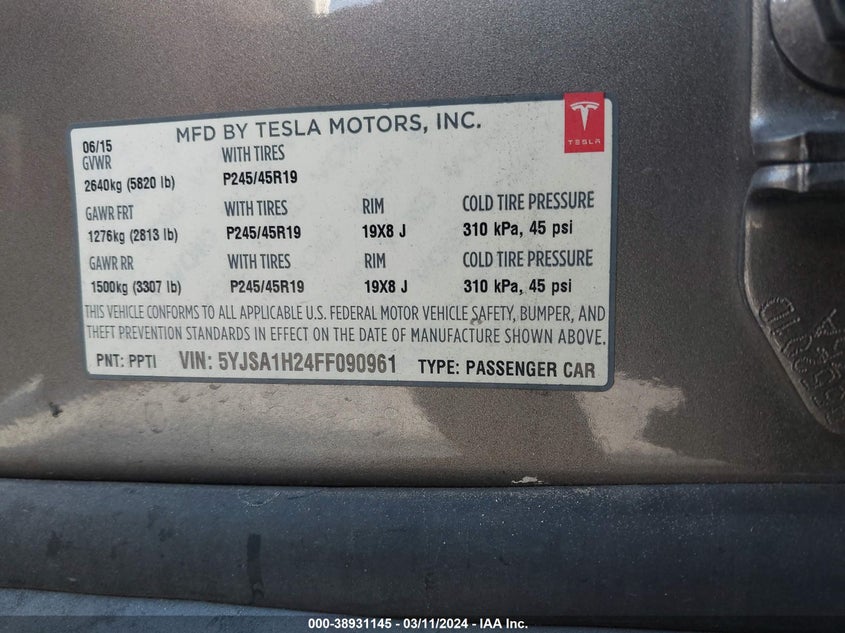 MFD BY TESLA MOTORS, INC.
TESLA
06/15
GVWR WITH TIRES
2640kg (5820 lb) P245/45R19
GAWR FRT WITH TIRES RIM COLD TIRE PRESSURE
1276kg (2813 lb) P245/45R19 19X8 J 310 kPa, 45 psi
GAWR RR WITH TIRES RIM COLD TIRE PRESSURE
1500kg (3307 lb) P245/45R19 19X8 J 310 kPa, 45 psi
THIS VEHICLE CONFORMS TO ALL APPLICABLE U.S. FEDERAL MOTOR VEHICLE SAFETY, BUMPER, AND
THEFT PREVENTION STANDARDS IN EFFECT ON THE DATE OF MANUFACTURE SHOWN ABOVE.
PNT: PPTI VIN: 5YJSA1H24FF090961 TYPE: PASSENGER CAR
000-38931145 - 03/11/2024 - IAA Inc.